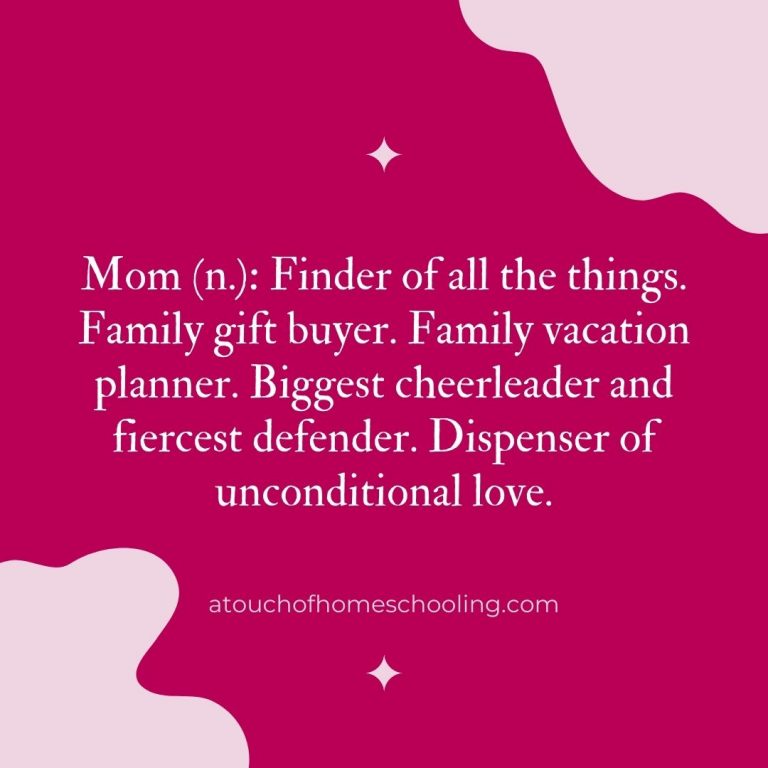 Mom (n.): Finder of all the things.
Family gift buyer. Family vacation
planner. Biggest cheerleader and
fiercest defender. Dispenser of
unconditional love.
atouchofhomeschooling.com